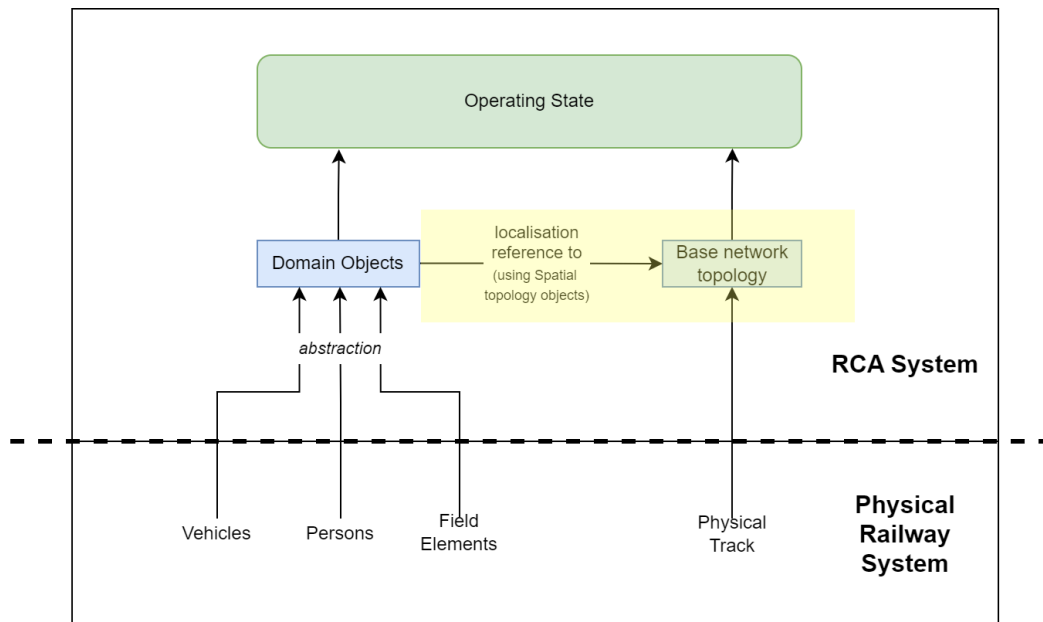 Operating State
localisation
reference to
(using Spatial
topology objects)
Domain Objects
Base network
topology
abstraction
RCA System
Vehicles
Persons
Field
Elements
Physical
Track
Physical
Railway
System